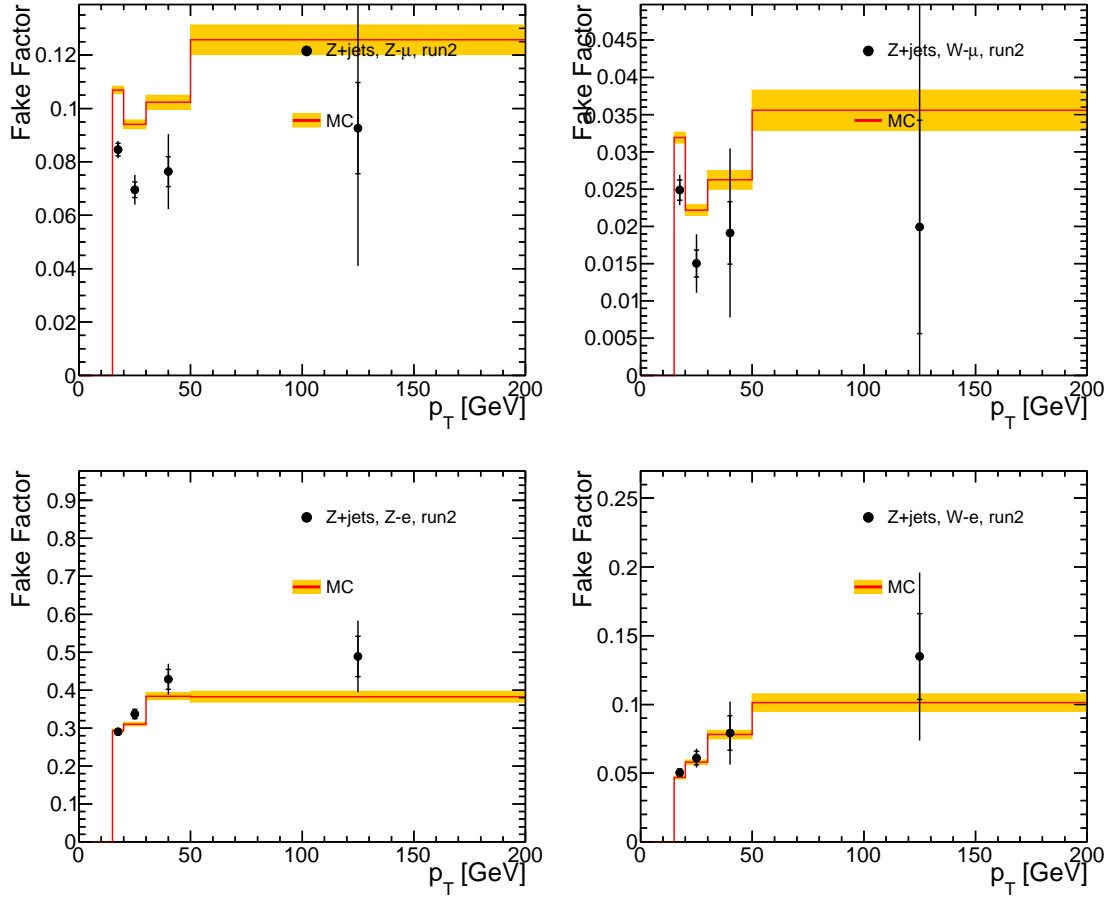 Fake Factor
0.12
0.1
0.08
0.06
0.04
0.02
0
Z+jets, Z-μ, run2
MC
0 50 100 150 200
p_T [GeV]
Fake Factor
0.045
0.04
0.035
0.03
0.025
0.02
0.015
0.01
0.005
0
Z+jets, W-μ, run2
MC
0 50 100 150 200
p_T [GeV]
Fake Factor
0.9
0.8
0.7
0.6
0.5
0.4
0.3
0.2
0.1
0
Z+jets, Z-e, run2
MC
0 50 100 150 200
p_T [GeV]
Fake Factor
0.25
0.2
0.15
0.1
0.05
0
Z+jets, W-e, run2
MC
0 50 100 150 200
p_T [GeV]